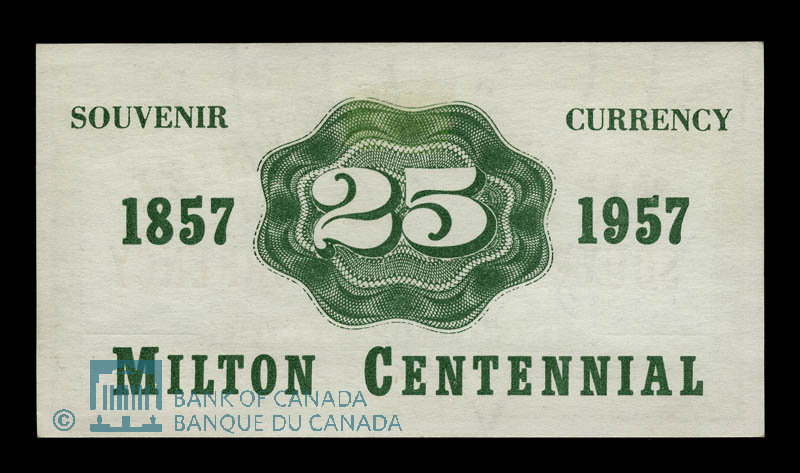 SOUVENIR CURRENCY
1857 25 1957
MILTON CENTENNIAL
© BANK OF CANADA
BANQUE DU CANADA